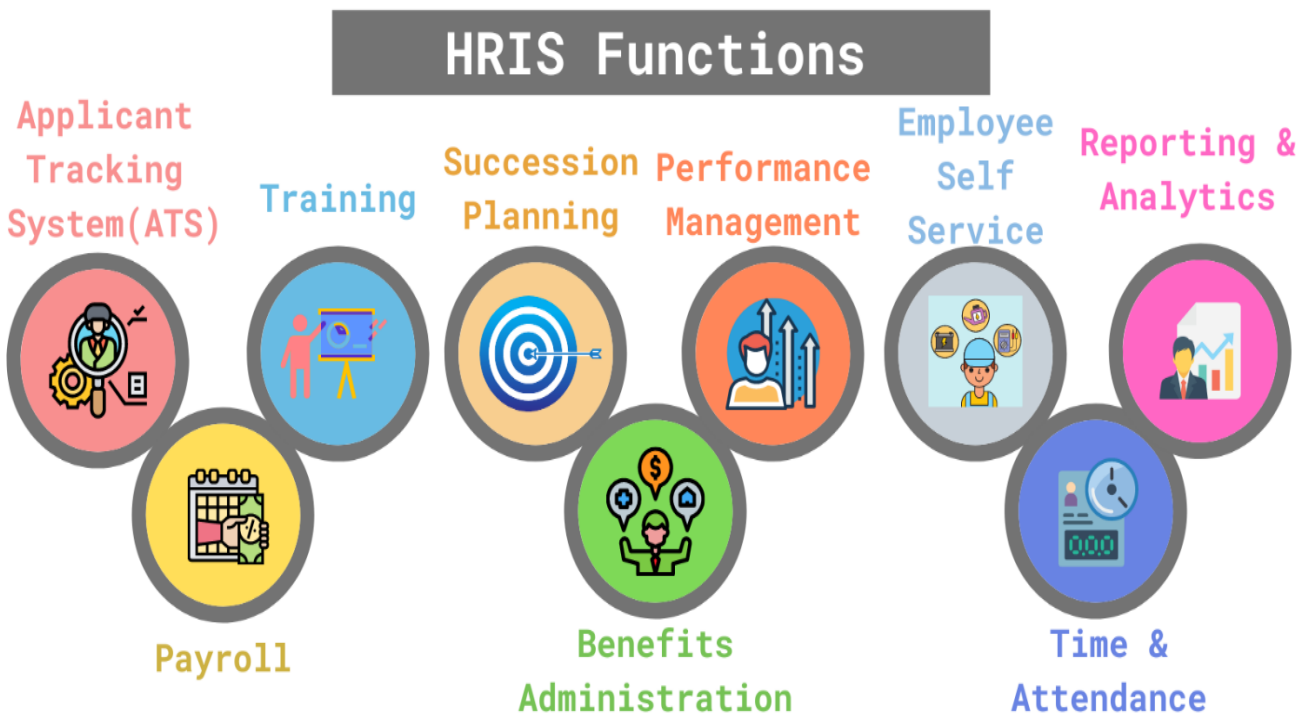 HRIS Functions
Applicant
Tracking
System(ATS)
Training
Succession
Planning
Performance
Management
Employee
Self
Service
Reporting &
Analytics
Payroll
Benefits
Administration
Time &
Attendance